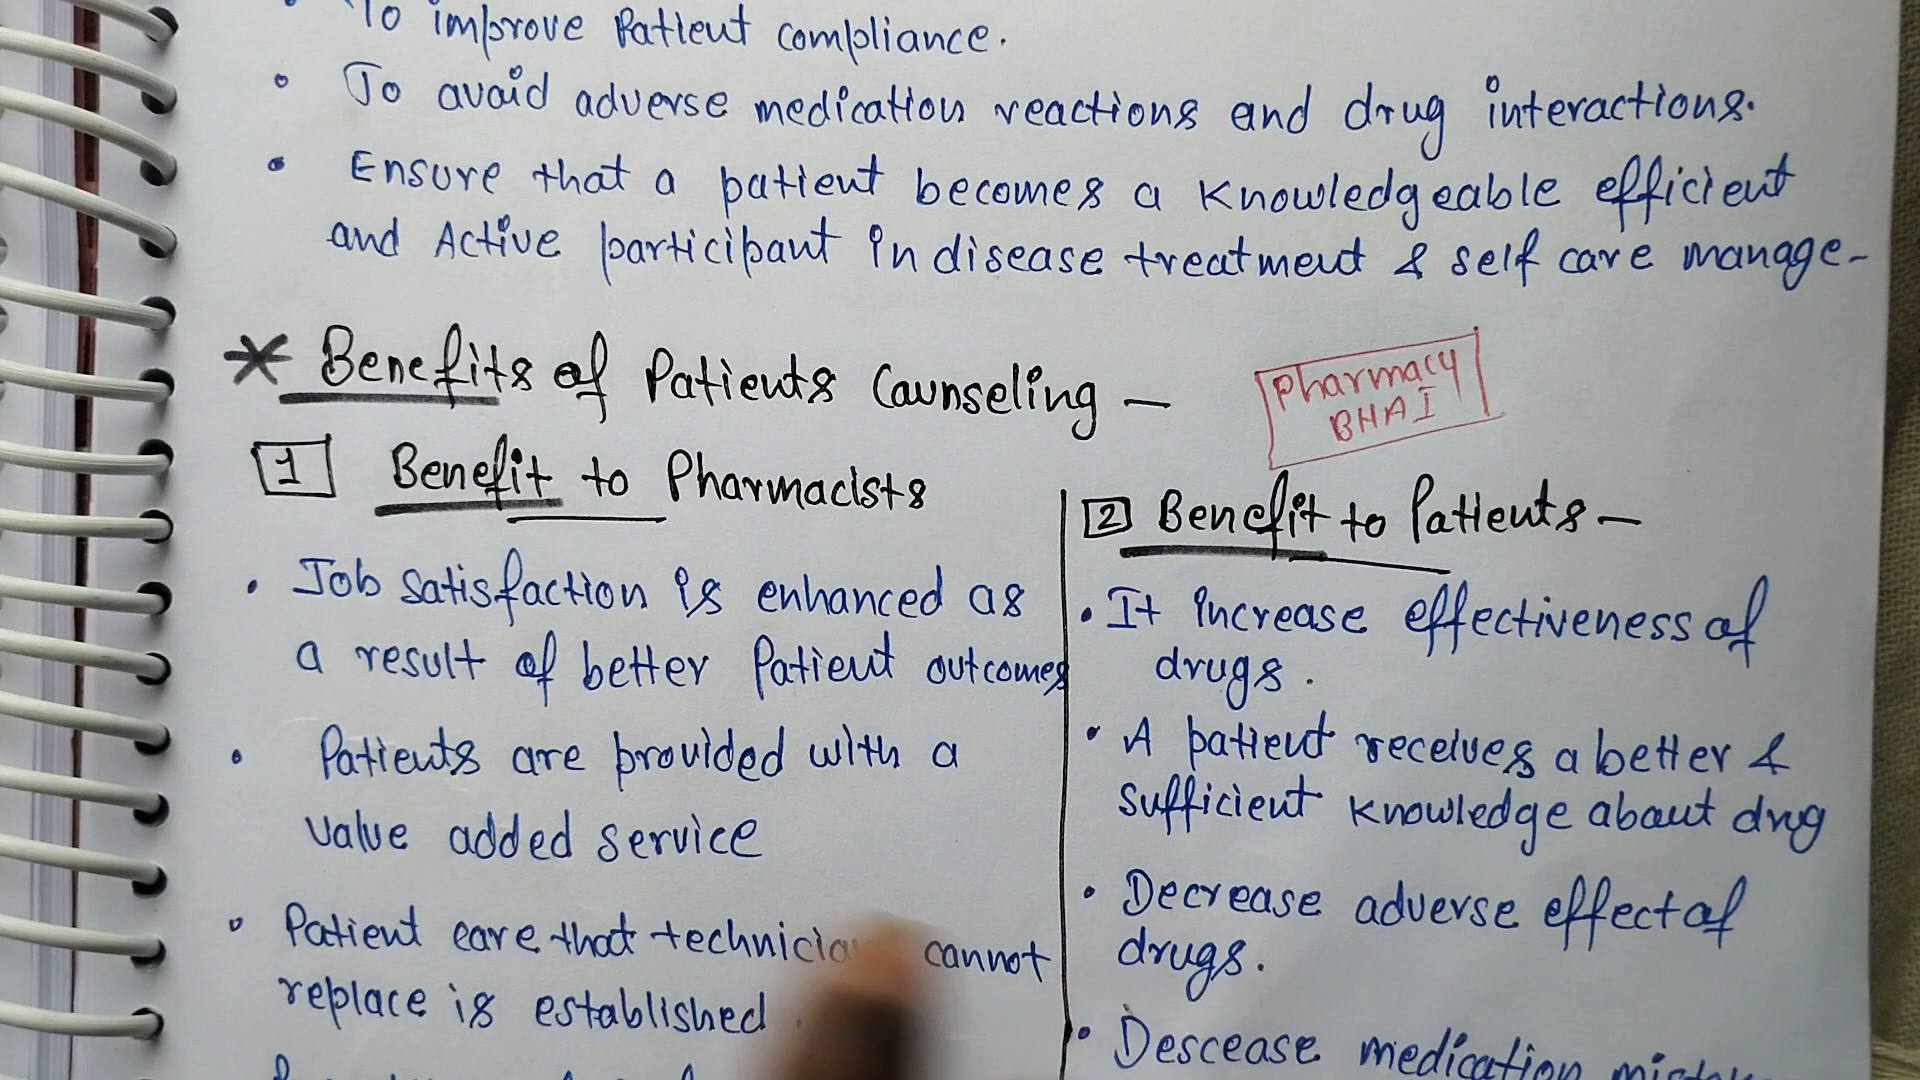 To improve Patient compliance.
To avoid adverse medication reactions and drug interactions.
Ensure that a patient becomes a knowledgeable efficient
and Active participant in disease treatment & self care manage-
* Benefits of Patients Counseling —
Pharmacy
BHAI
1 Benefit to Pharmacists
• Job satisfaction is enhanced as
a result of better Patient outcomes
• Patients are provided with a
value added service
• Patient care that technicia cannot
replace is established.
2 Benefit to Patients —
• It increase effectiveness of
drugs.
• A patient receives a better &
sufficient knowledge about drug
• Decrease adverse effect of
drugs.
• Descease medication